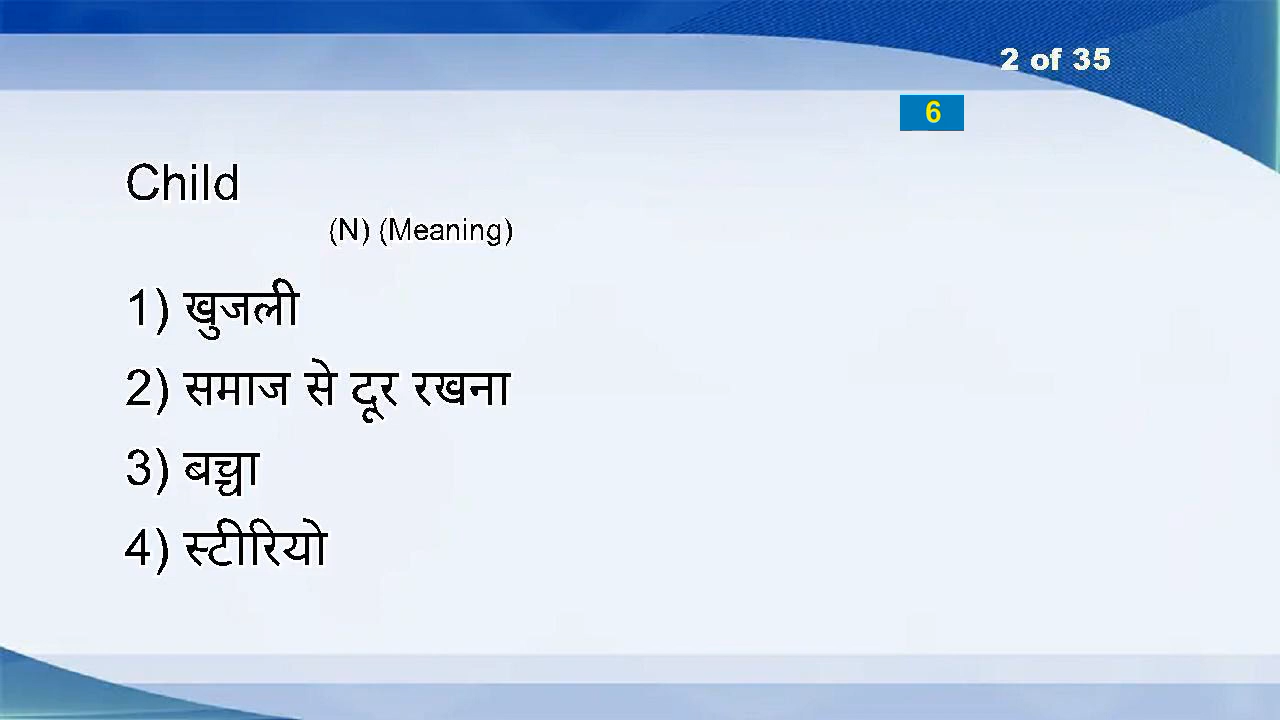 2 of 35
6
Child
(N) (Meaning)
1) खुजली
2) समाज से दूर रखना
3) बच्चा
4) स्टीरियो